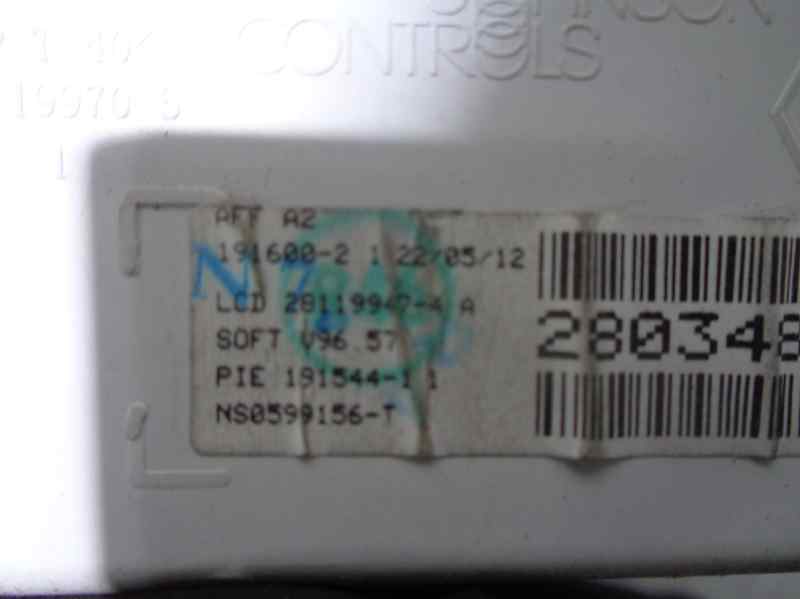 CONTROLS
19970
AFF A2
191600-2 1 22/05/12
N
LCD 28119947-4 A
SOFT V96.57
280348
PIE 191544-1 1
NS0599156-T